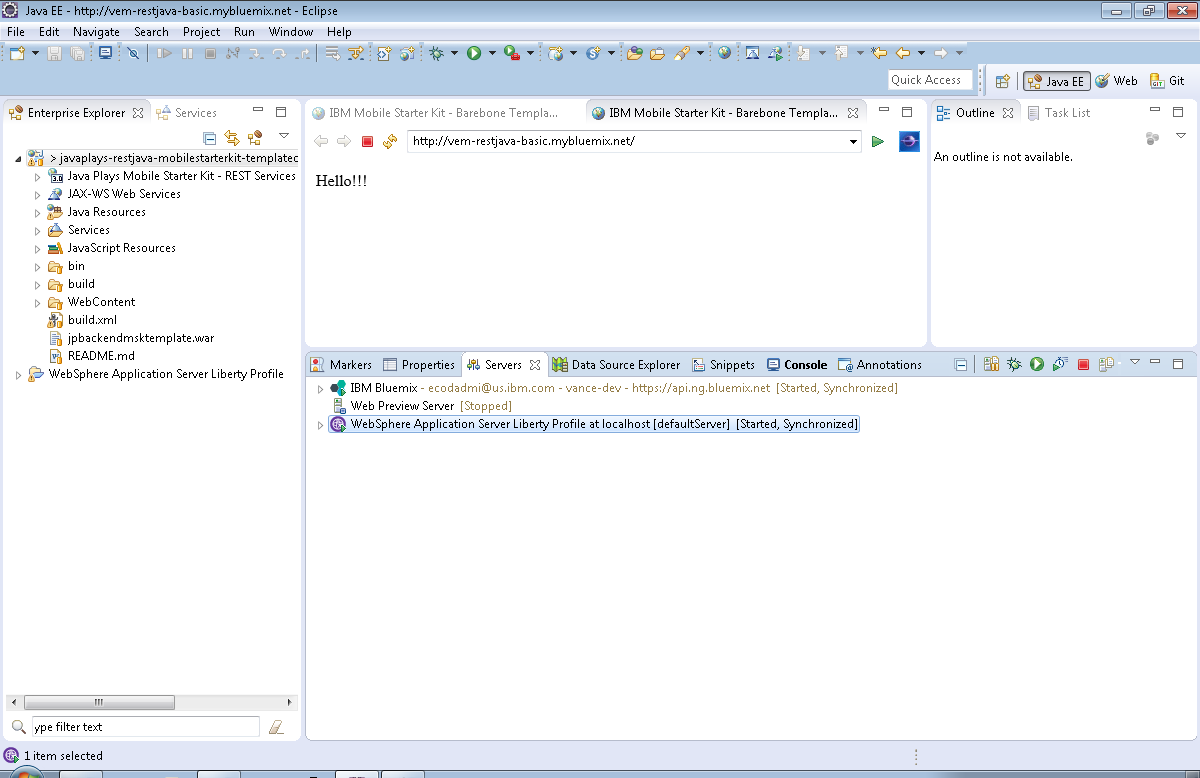 Java EE - http://vem-restjava-basic.mybluemix.net - Eclipse
File Edit Navigate Search Project Run Window Help
Quick Access Java EE Web Git
Enterprise Explorer Services
IBM Mobile Starter Kit - Barebone Templa... IBM Mobile Starter Kit - Barebone Templa...
Outline Task List
http://vem-restjava-basic.mybluemix.net/
An outline is not available.
Hello!!!
> javaplays-restjava-mobilestarterkit-templatec
Java Plays Mobile Starter Kit - REST Services
JAX-WS Web Services
Java Resources
Services
JavaScript Resources
bin
build
WebContent
build.xml
jpbackendmsktemplate.war
README.md
WebSphere Application Server Liberty Profile
Markers Properties Servers Data Source Explorer Snippets Console Annotations
IBM Bluemix - ecodadmi@us.ibm.com - vance-dev - https://api.ng.bluemix.net [Started, Synchronized]
Web Preview Server [Stopped]
WebSphere Application Server Liberty Profile at localhost [defaultServer] [Started, Synchronized]
ype filter text
1 item selected